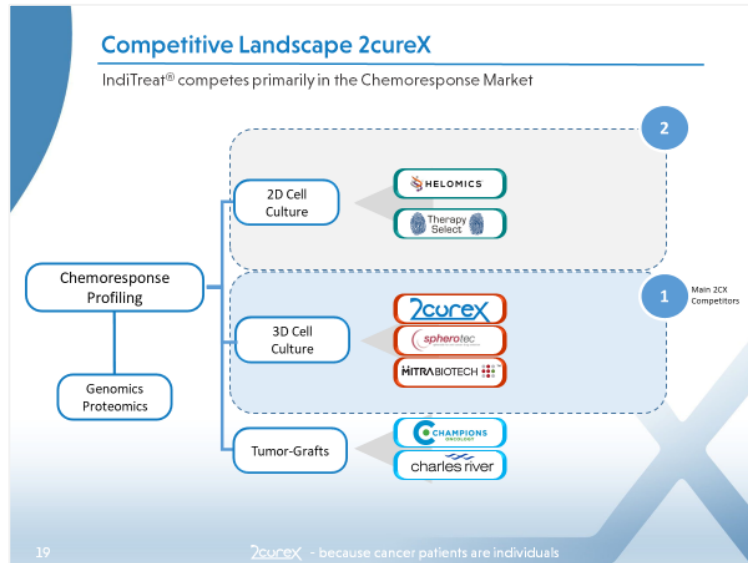 Competitive Landscape 2cureX
IndiTreat® competes primarily in the Chemoresponse Market
2
2D Cell
Culture
HELOMICS
Therapy
Select
Chemoresponse
Profiling
1
Main 2CX
Competitors
3D Cell
Culture
2cureX
spherotec
MITRA BIOTECH
Genomics
Proteomics
Tumor-Grafts
CHAMPIONS
ONCOLOGY
charles river
19
2cureX - because cancer patients are individuals